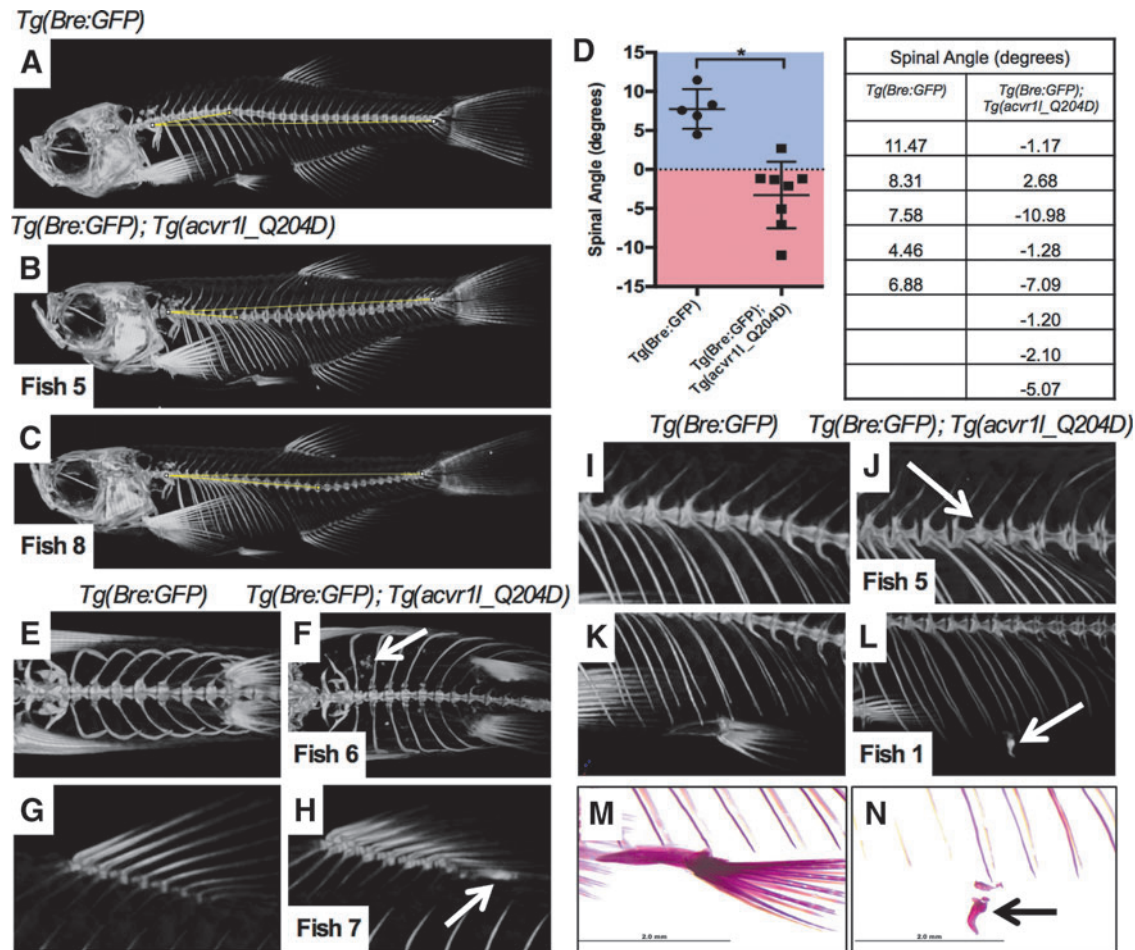 Tg(Bre:GFP)
A
Tg(Bre:GFP); Tg(acvr1l_Q204D)
B
Fish 5
C
Fish 8
D
Spinal Angle (degrees)
15
10
5
0
-5
-10
-15
*
Tg(Bre:GFP)
Tg(Bre:GFP);
Tg(acvr1l_Q204D)
Spinal Angle (degrees)
Tg(Bre:GFP) Tg(Bre:GFP);
Tg(acvr1l_Q204D)
11.47 -1.17
8.31 2.68
7.58 -10.98
4.46 -1.28
6.88 -7.09
-1.20
-2.10
-5.07
Tg(Bre:GFP) Tg(Bre:GFP); Tg(acvr1l_Q204D)
E
F
Fish 6
G
H
Fish 7
Tg(Bre:GFP) Tg(Bre:GFP); Tg(acvr1l_Q204D)
I
J
Fish 5
K
L
Fish 1
M
2.0 mm
N
2.0 mm